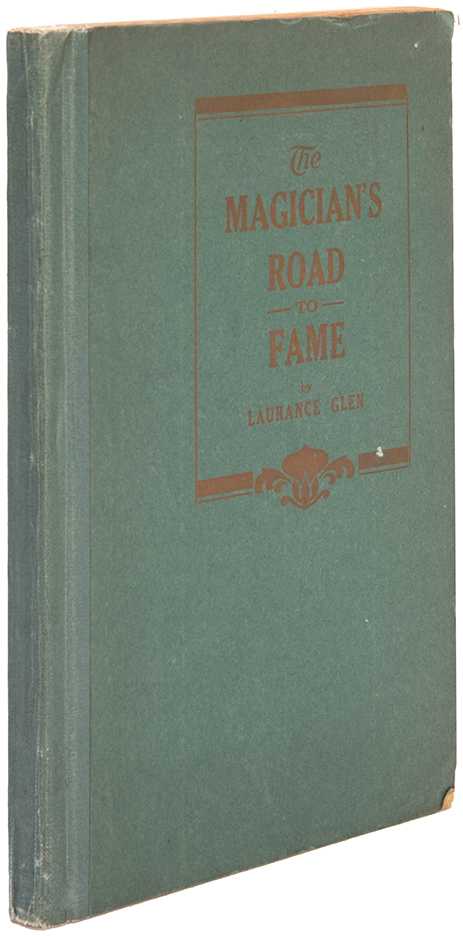 The
MAGICIAN'S
ROAD
— TO —
FAME
by
LAURANCE GLEN